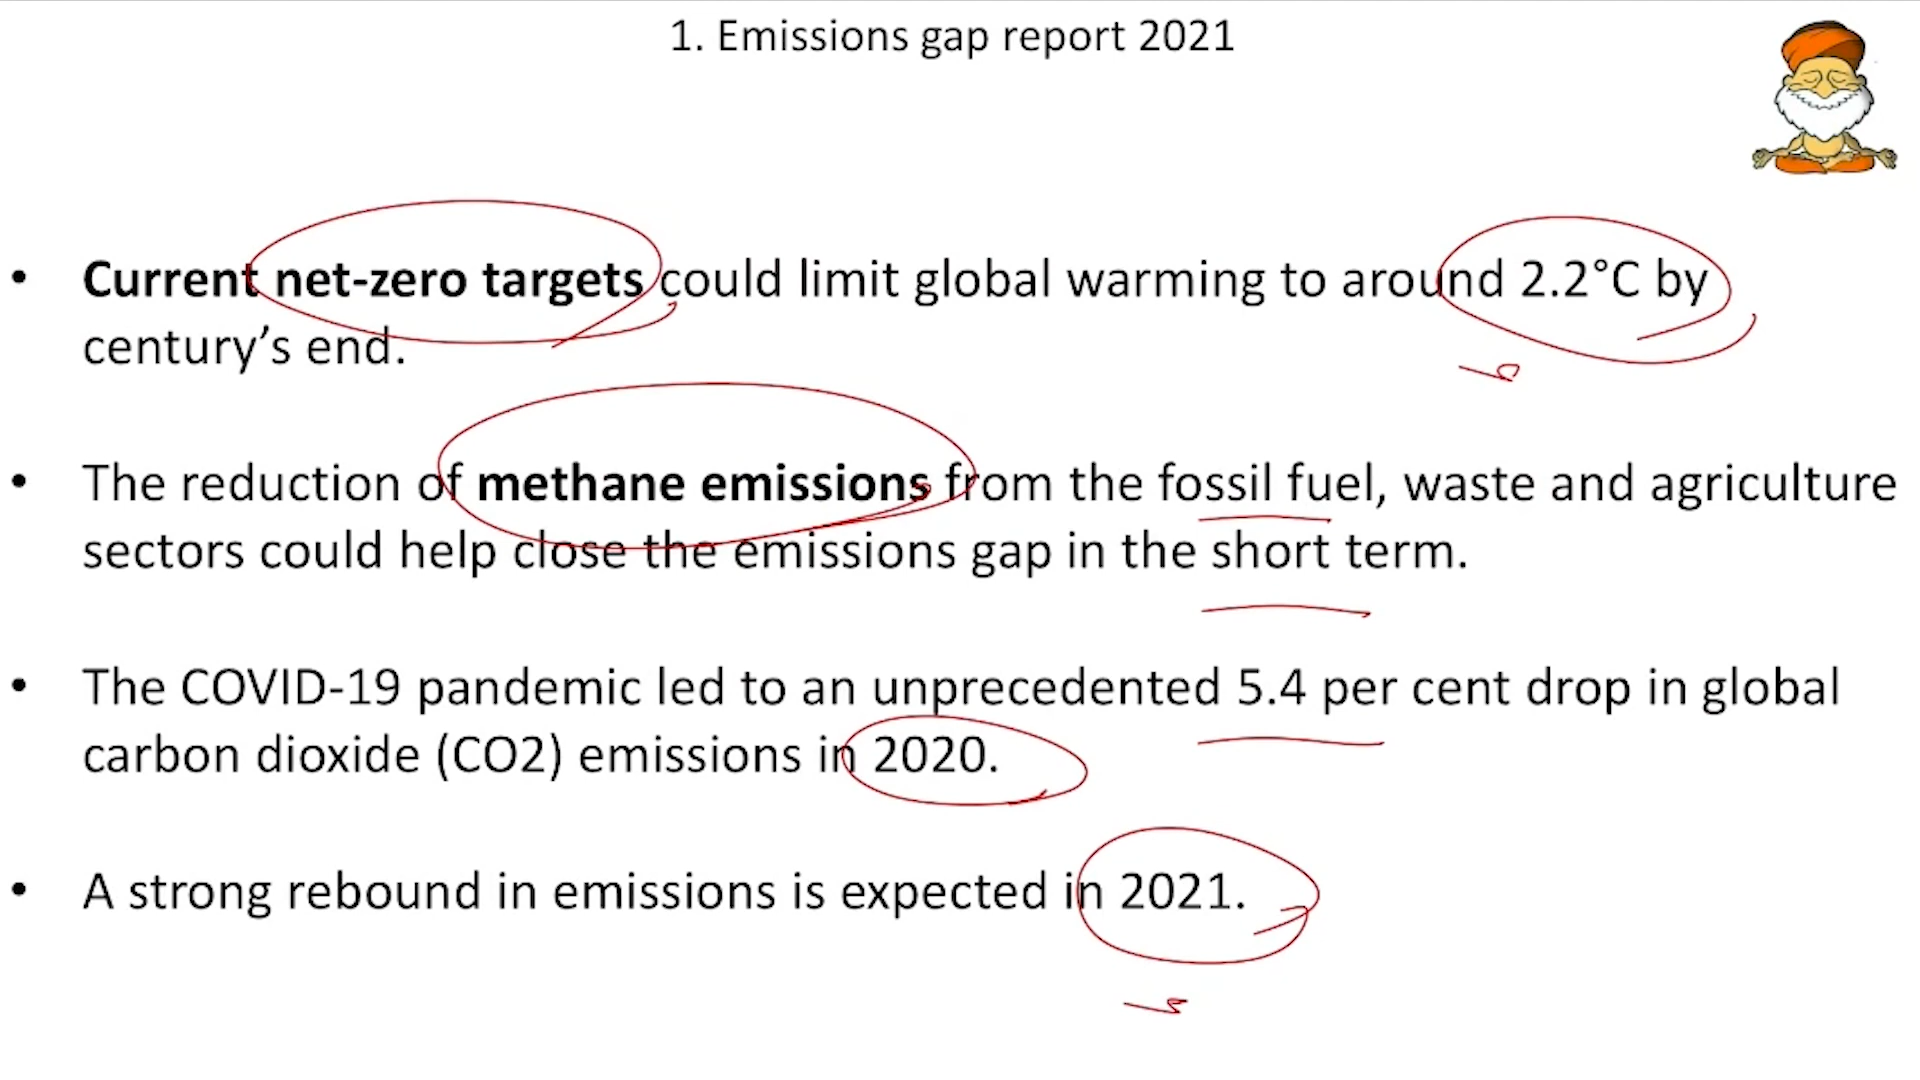 1. Emissions gap report 2021
• Current net-zero targets could limit global warming to around 2.2°C by
century’s end.
• The reduction of methane emissions from the fossil fuel, waste and agriculture
sectors could help close the emissions gap in the short term.
• The COVID-19 pandemic led to an unprecedented 5.4 per cent drop in global
carbon dioxide (CO2) emissions in 2020.
• A strong rebound in emissions is expected in 2021.